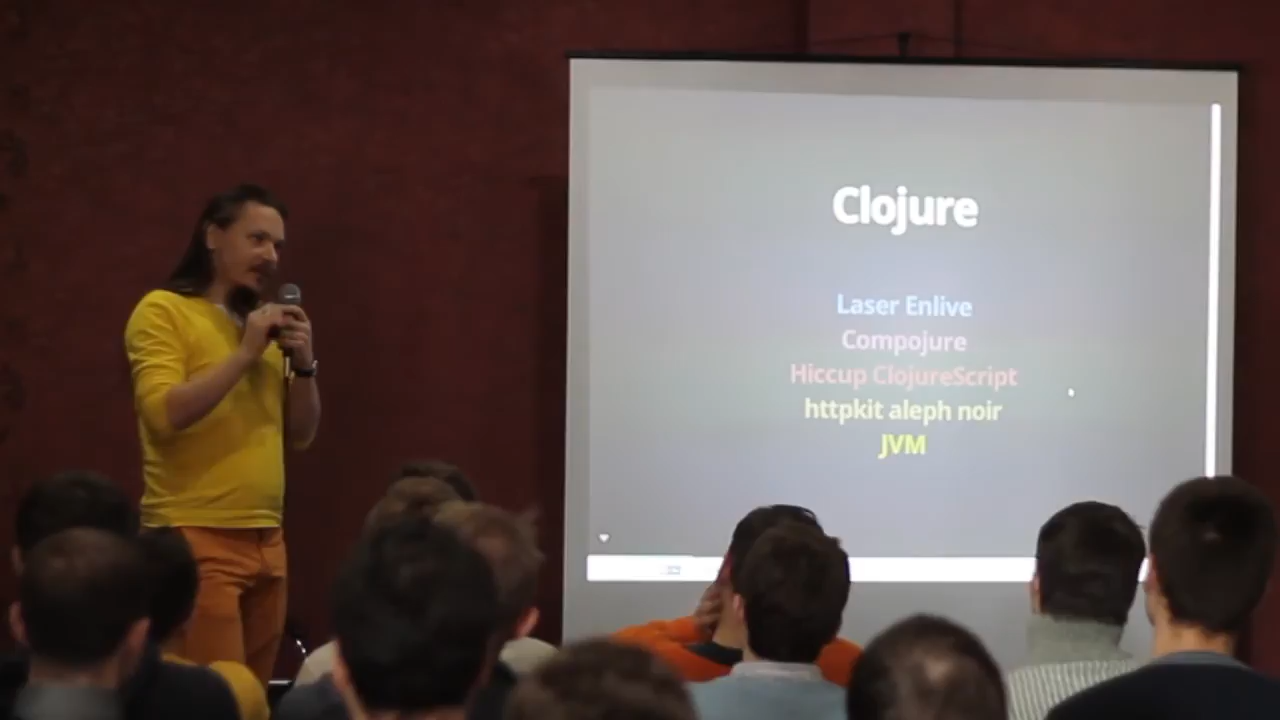 Clojure
Laser Enlive
Compojure
Hiccup ClojureScript
httpkit aleph noir
JVM